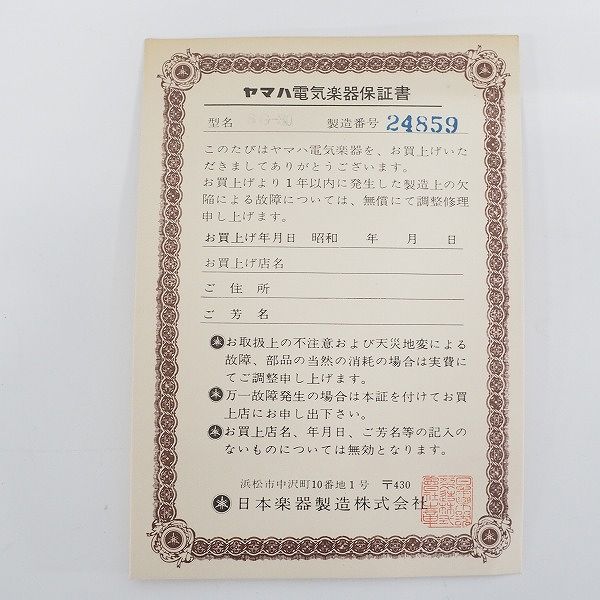 ヤマハ電気楽器保証書
型名 製造番号 24859
このたびはヤマハ電気楽器を、お買上げいた
だきましてありがとうございます。
お買上げより1年以内に発生した製造上の欠
陥による故障については、無償にて調整修理
申し上げます。
お買上げ年月日 昭和 年 月 日
お買上げ店名
ご住所
ご芳名
お取扱上の不注意および天災地変による
故障、部品の当然の消耗の場合は実費に
てご調整申し上げます。
万一故障発生の場合は本証を付けてお買
上店にお申し出下さい。
お買上店名、年月日、ご芳名等の記入の
ないものについては無効となります。
浜松市中沢町10番地1号 〒430
日本楽器製造株式会社